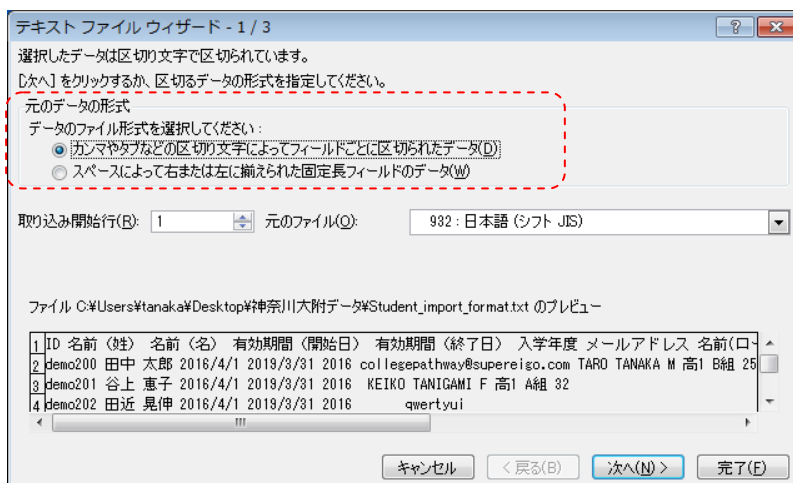 テキスト ファイル ウィザード - 1 / 3
選択したデータは区切り文字で区切られています。
[次へ] をクリックするか、区切るデータの形式を指定してください。
元のデータの形式
データのファイル形式を選択してください：
カンマやタブなどの区切り文字によってフィールドごとに区切られたデータ(D)
スペースによって右または左に揃えられた固定長フィールドのデータ(W)
取り込み開始行(R): 1 元のファイル(O): 932 : 日本語 (シフト JIS)
ファイル C:¥Users¥tanaka¥Desktop¥神奈川大附データ¥Student_import_format.txt のプレビュー
1 ID 名前（姓） 名前（名） 有効期間（開始日） 有効期間（終了日） 入学年度 メールアドレス 名前(ロー
2 demo200 田中 太郎 2016/4/1 2019/3/31 2016 collegepathway@supereigo.com TARO TANAKA M 高1 B組 25
3 demo201 谷上 恵子 2016/4/1 2019/3/31 2016 KEIKO TANIGAMI F 高1 A組 32
4 demo202 田近 晃伸 2016/4/1 2019/3/31 2016 qwertyui
キャンセル < 戻る(B) 次へ(N) > 完了(F)